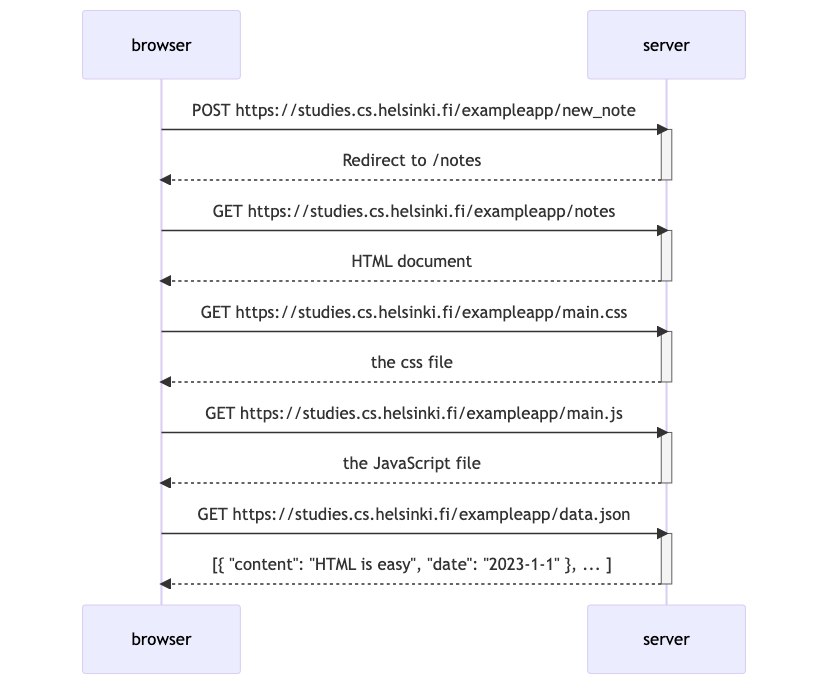 browser
server
POST https://studies.cs.helsinki.fi/exampleapp/new_note
Redirect to /notes
GET https://studies.cs.helsinki.fi/exampleapp/notes
HTML document
GET https://studies.cs.helsinki.fi/exampleapp/main.css
the css file
GET https://studies.cs.helsinki.fi/exampleapp/main.js
the JavaScript file
GET https://studies.cs.helsinki.fi/exampleapp/data.json
[{ "content": "HTML is easy", "date": "2023-1-1" }, ... ]
browser
server